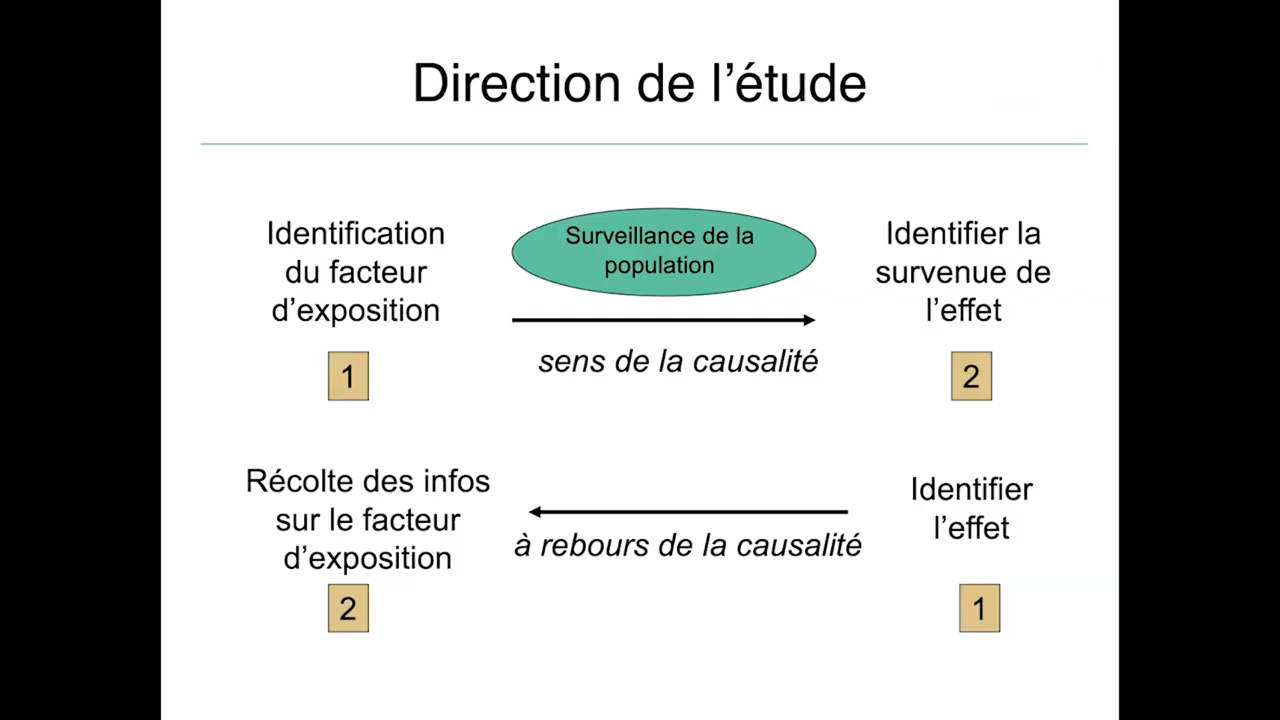 Direction de l’étude
Identification
du facteur
d’exposition
1
Surveillance de la
population
sens de la causalité
Identifier la
survenue de
l’effet
2
Récolte des infos
sur le facteur
d’exposition
2
à rebours de la causalité
Identifier
l’effet
1